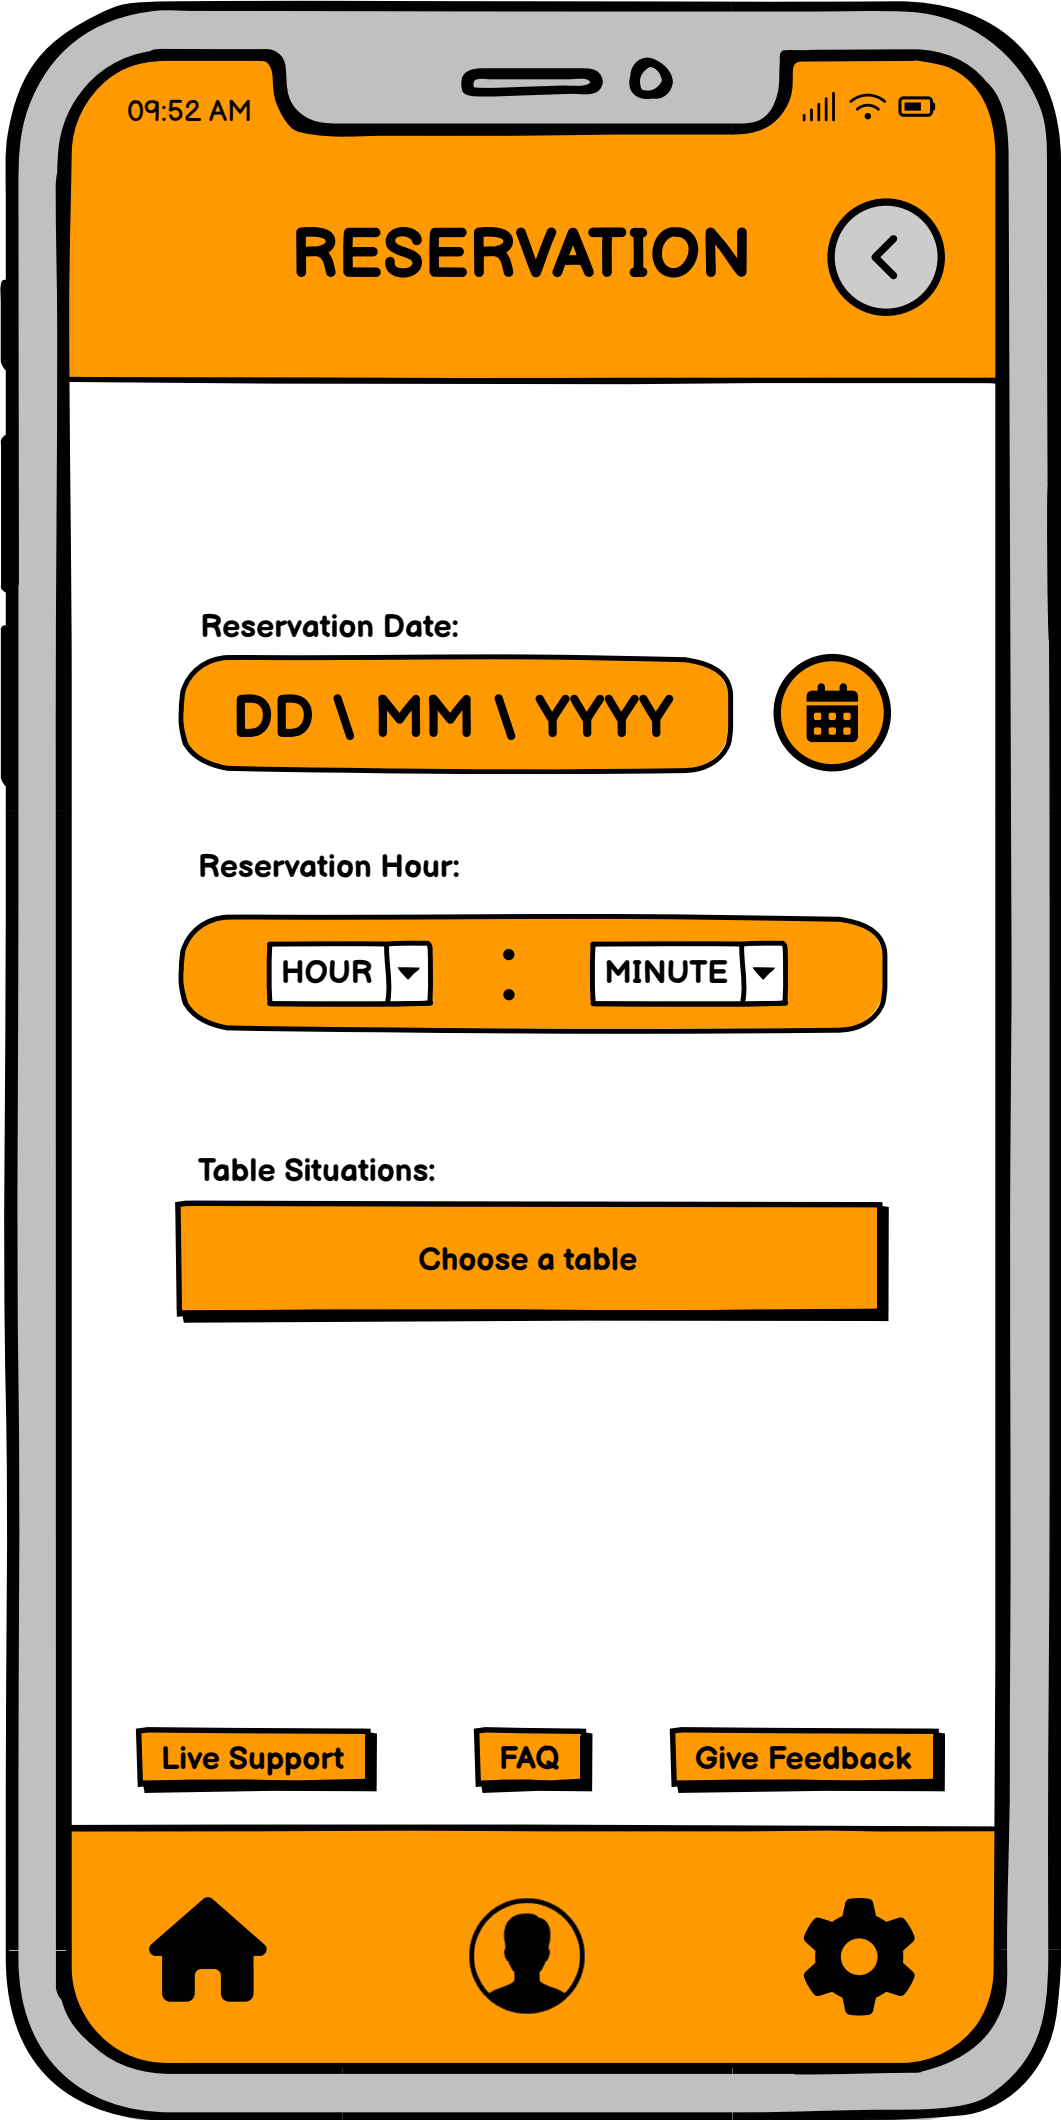 09:52 AM
RESERVATION
Reservation Date:
DD \ MM \ YYYY
Reservation Hour:
HOUR : MINUTE
Table Situations:
Choose a table
Live Support FAQ Give Feedback